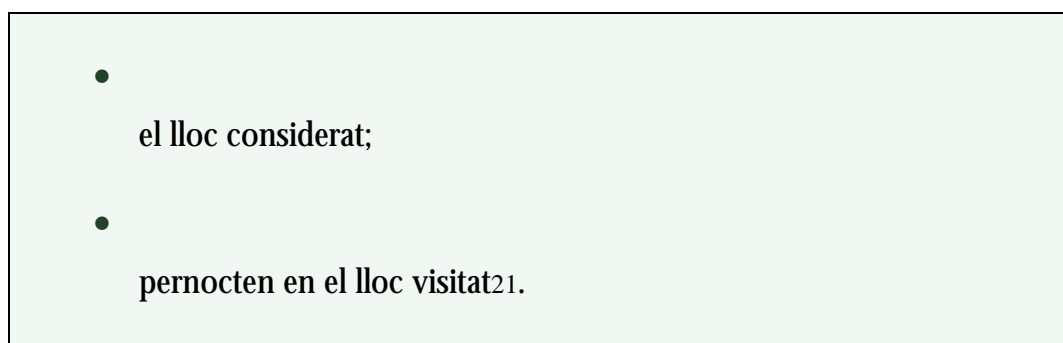 •
el lloc considerat;
•
pernocten en el lloc visitat21.